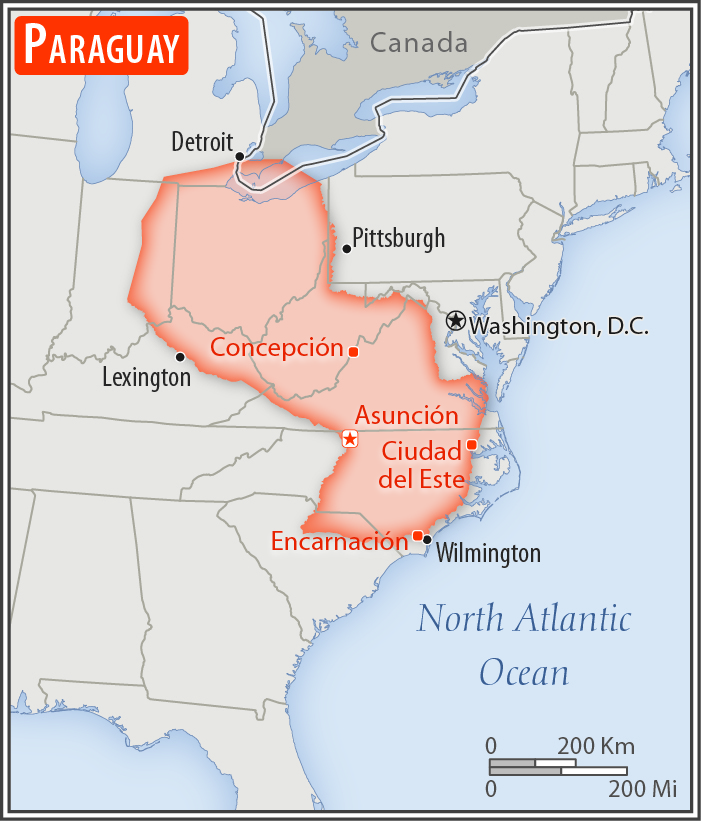 PARAGUAY
Canada
Detroit
Pittsburgh
Washington, D.C.
Concepción
Lexington
Asunción
Ciudad
del Este
Encarnación
Wilmington
North Atlantic
Ocean
0 200 Km
0 200 Mi